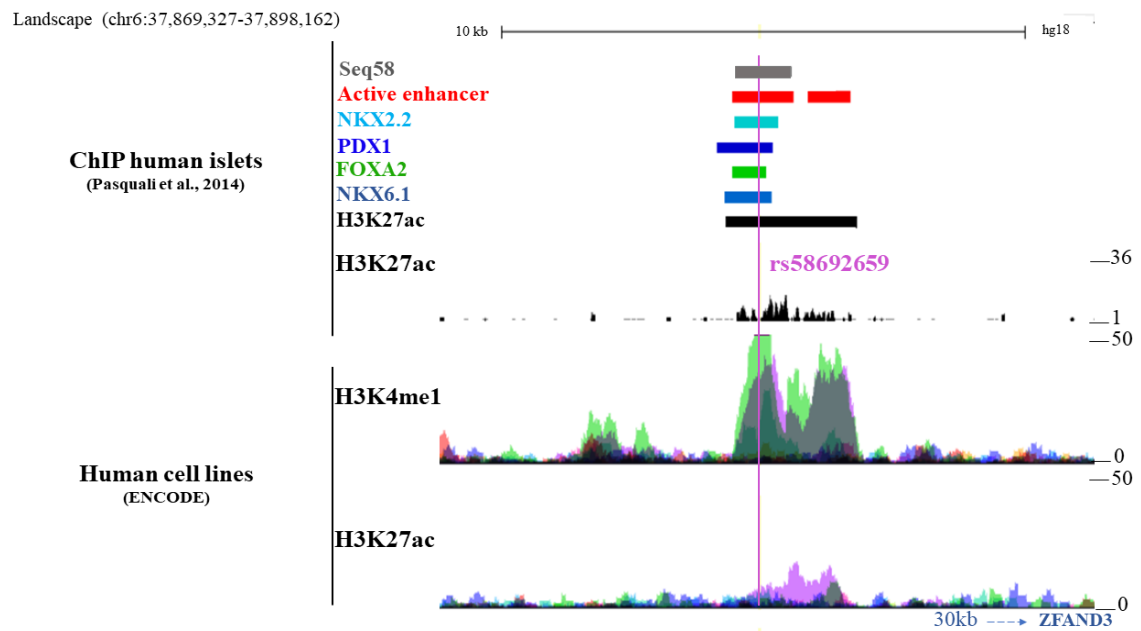 Landscape (chr6:37,869,327-37,898,162)
10 kb
hg18
Seq58
Active enhancer
NKX2.2
PDX1
FOXA2
NKX6.1
H3K27ac
ChIP human islets
(Pasquali et al., 2014)
H3K27ac
rs58692659
36
1
50
H3K4me1
0
50
Human cell lines
(ENCODE)
H3K27ac
0
30kb
ZFAND3